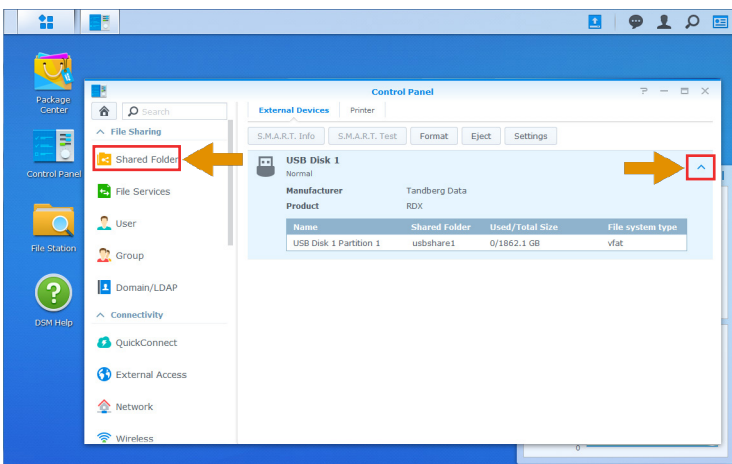 Package
Center
Control Panel
File Station
DSM Help
Control Panel
Search
File Sharing
Shared Folder
File Services
User
Group
Domain/LDAP
Connectivity
QuickConnect
External Access
Network
Wireless
External Devices Printer
S.M.A.R.T. Info S.M.A.R.T. Test Format Eject Settings
USB Disk 1
Normal
Manufacturer Tandberg Data
Product RDX
Name Shared Folder Used/Total Size File system type
USB Disk 1 Partition 1 usbshare1 0/1862.1 GB vfat
0